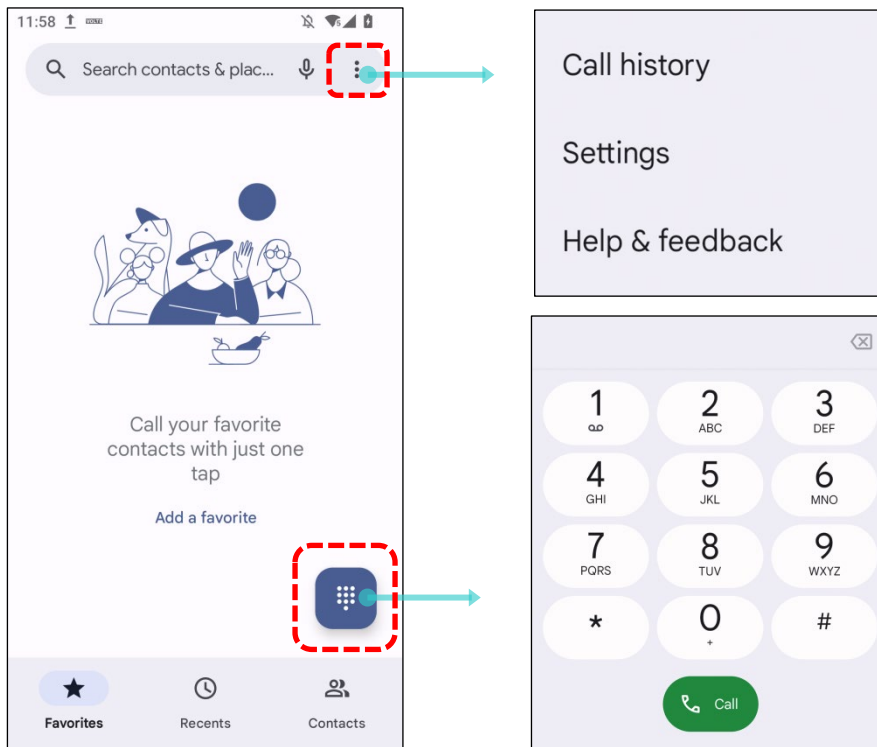 11:58
Search contacts & plac...
Call your favorite
contacts with just one
tap
Add a favorite
Favorites
Recents
Contacts
Call history
Settings
Help & feedback
1
2
ABC
3
DEF
4
GHI
5
JKL
6
MNO
7
PQRS
8
TUV
9
WXYZ
*
0
+
#
Call